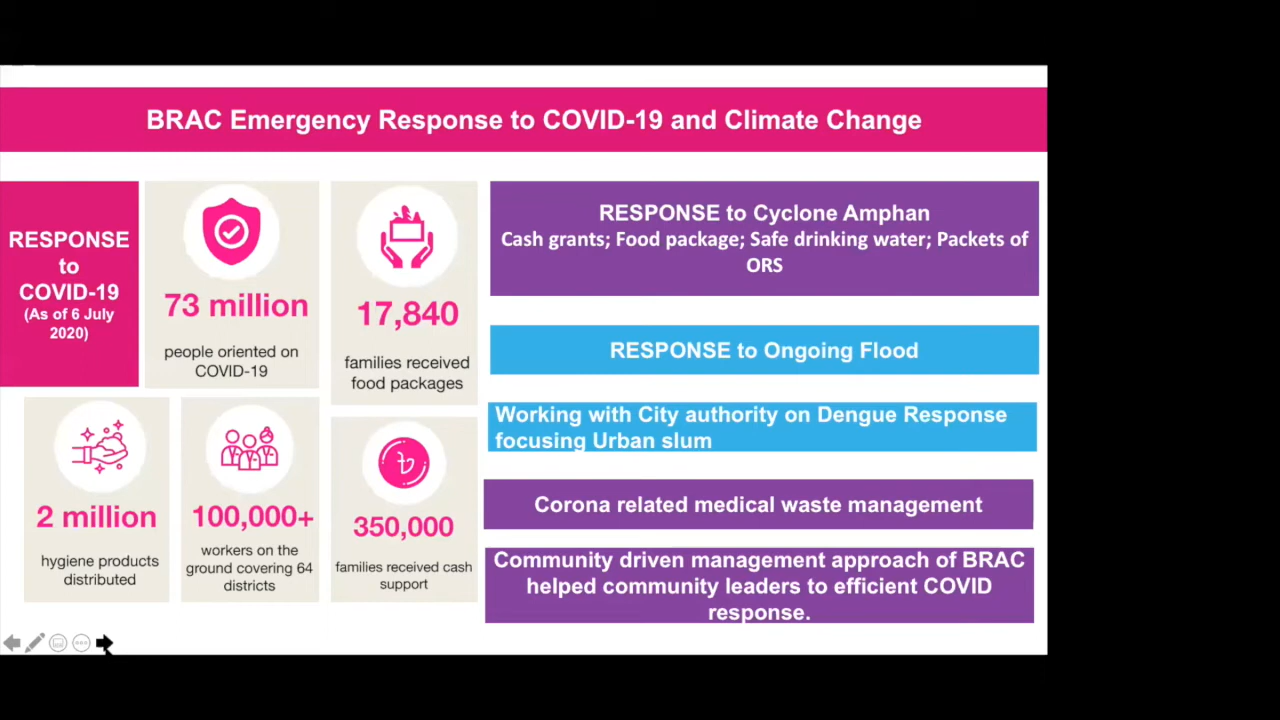 BRAC Emergency Response to COVID-19 and Climate Change
RESPONSE
to
COVID-19
(As of 6 July
2020)
73 million
people oriented on
COVID-19
17,840
families received
food packages
2 million
hygiene products
distributed
100,000+
workers on the
ground covering 64
districts
৳
350,000
families received cash
support
RESPONSE to Cyclone Amphan
Cash grants; Food package; Safe drinking water; Packets of
ORS
RESPONSE to Ongoing Flood
Working with City authority on Dengue Response
focusing Urban slum
Corona related medical waste management
Community driven management approach of BRAC
helped community leaders to efficient COVID
response.